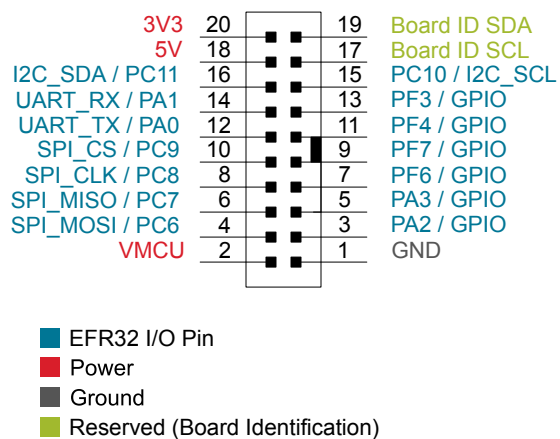 3V3 20 19 Board ID SDA
5V 18 17 Board ID SCL
I2C_SDA / PC11 16 15 PC10 / I2C_SCL
UART_RX / PA1 14 13 PF3 / GPIO
UART_TX / PA0 12 11 PF4 / GPIO
SPI_CS / PC9 10 9 PF7 / GPIO
SPI_CLK / PC8 8 7 PF6 / GPIO
SPI_MISO / PC7 6 5 PA3 / GPIO
SPI_MOSI / PC6 4 3 PA2 / GPIO
VMCU 2 1 GND
EFR32 I/O Pin
Power
Ground
Reserved (Board Identification)